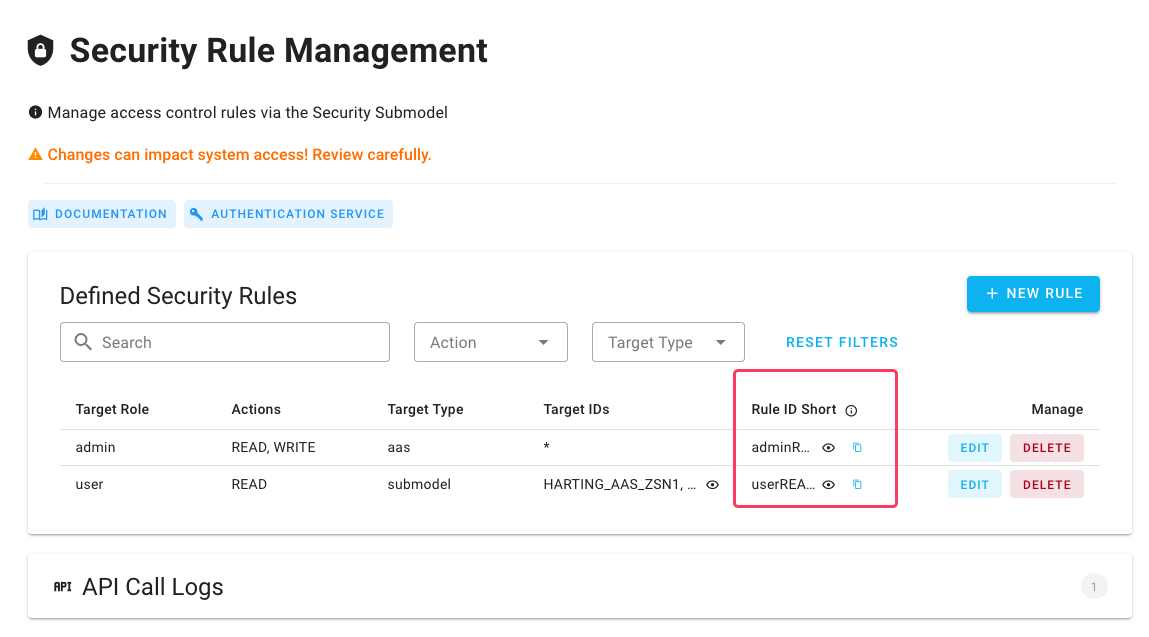 Security Rule Management
Manage access control rules via the Security Submodel
Changes can impact system access! Review carefully.
DOCUMENTATION AUTHENTICATION SERVICE
Defined Security Rules
+ NEW RULE
Search Action Target Type RESET FILTERS
Target Role Actions Target Type Target IDs Rule ID Short Manage
admin READ, WRITE aas * adminR... EDIT DELETE
user READ submodel HARTING_AAS_ZSN1, ... userREA... EDIT DELETE
API API Call Logs 1